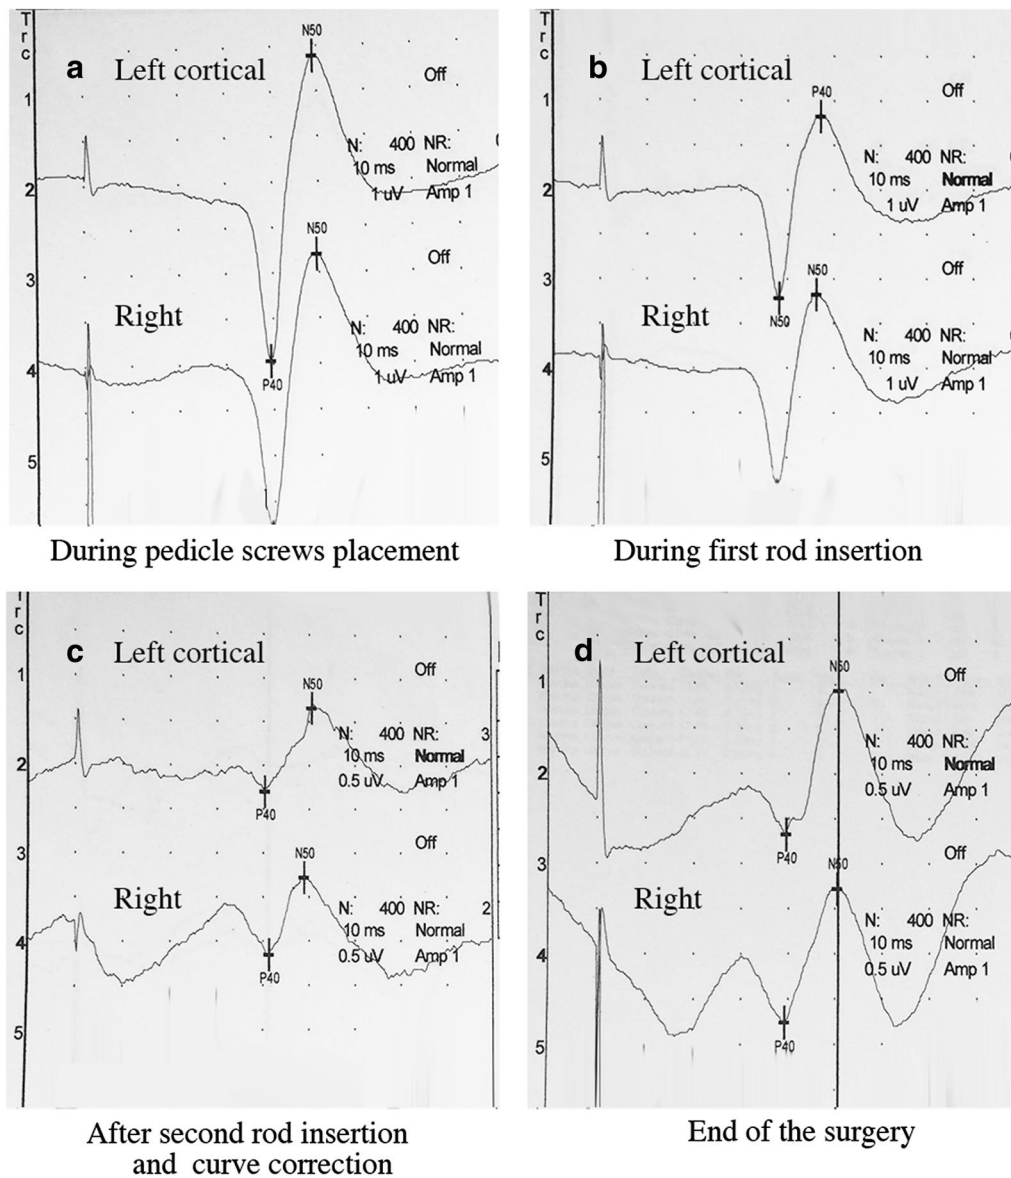 Trc
N50
a Left cortical
Off
1
N: 400 NR:
10 ms Normal
2
1 uV Amp 1
N50
Off
3
Right
N: 400 NR:
10 ms Normal
4
1 uV Amp 1
P40
5
During pedicle screws placement
Trc
b Left cortical
P40
Off
1
N: 400 NR:
10 ms Normal
2
1 uV Amp 1
N50
Off
3
N50
Right
N: 400 NR:
10 ms Normal
4
1 uV Amp 1
5
During first rod insertion
Trc
c Left cortical
Off
1
N50
N: 400 NR: 3
10 ms Normal
2
0.5 uV Amp 1
P40
Off
3
N50
Right
N: 400 NR: 2
10 ms Normal
4
0.5 uV Amp 1
P40
5
After second rod insertion
and curve correction
Trc
d Left cortical
N50
Off
1
N: 400 NR:
10 ms Normal
2
0.5 uV Amp 1
P40
Off
3
N50
Right
N: 400 NR:
10 ms Normal
4
0.5 uV Amp 1
P40
5
End of the surgery